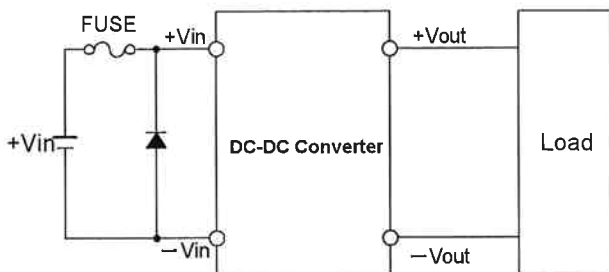 FUSE
+Vin
+Vout
+Vin
DC-DC Converter
Load
−Vin
−Vout